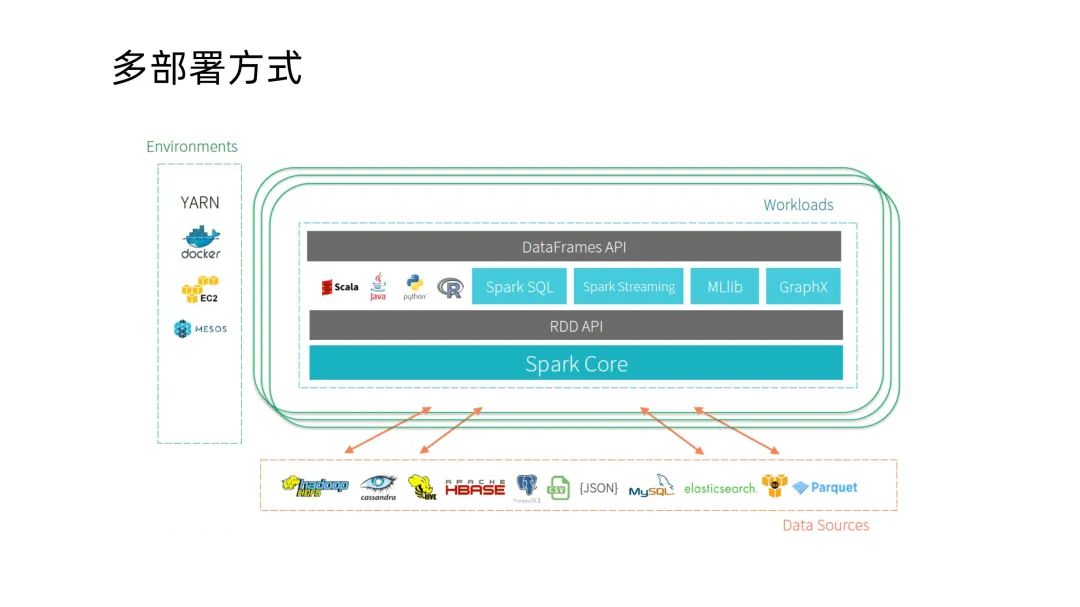 多部署方式
Environments
YARN
docker
EC2
MESOS
Workloads
DataFrames API
Scala
Java
python
R
Spark SQL
Spark Streaming
MLlib
GraphX
RDD API
Spark Core
hadoop
HDFS
cassandra
HIVE
APACHE
HBASE
PostgreSQL
CSV
{JSON}
MySQL
elasticsearch.
Parquet
Data Sources